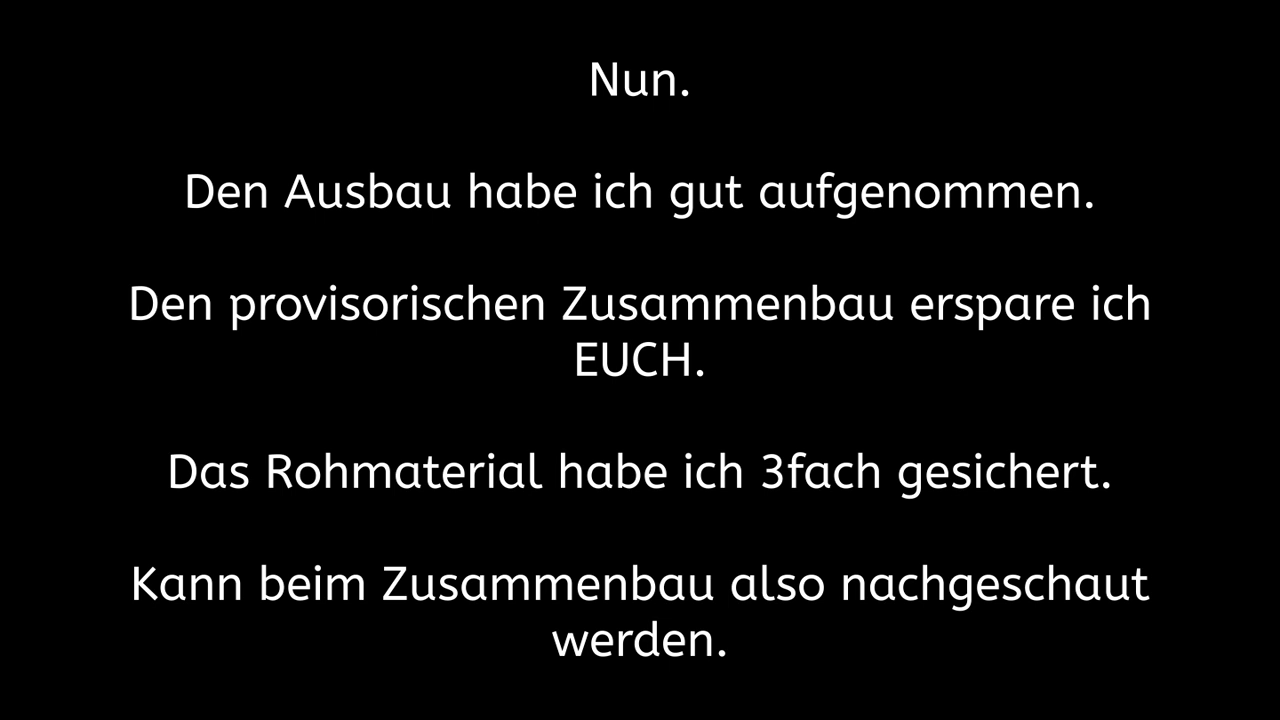 Nun.
Den Ausbau habe ich gut aufgenommen.
Den provisorischen Zusammenbau erspare ich
EUCH.
Das Rohmaterial habe ich 3fach gesichert.
Kann beim Zusammenbau also nachgeschaut
werden.